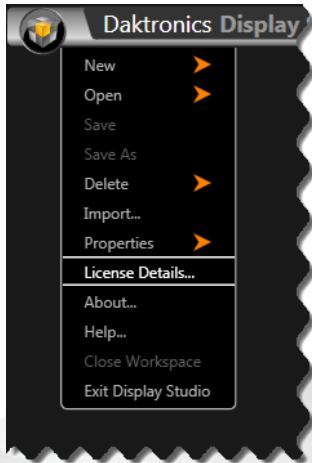 Daktronics Display
New
Open
Save
Save As
Delete
Import...
Properties
License Details...
About...
Help...
Close Workspace
Exit Display Studio